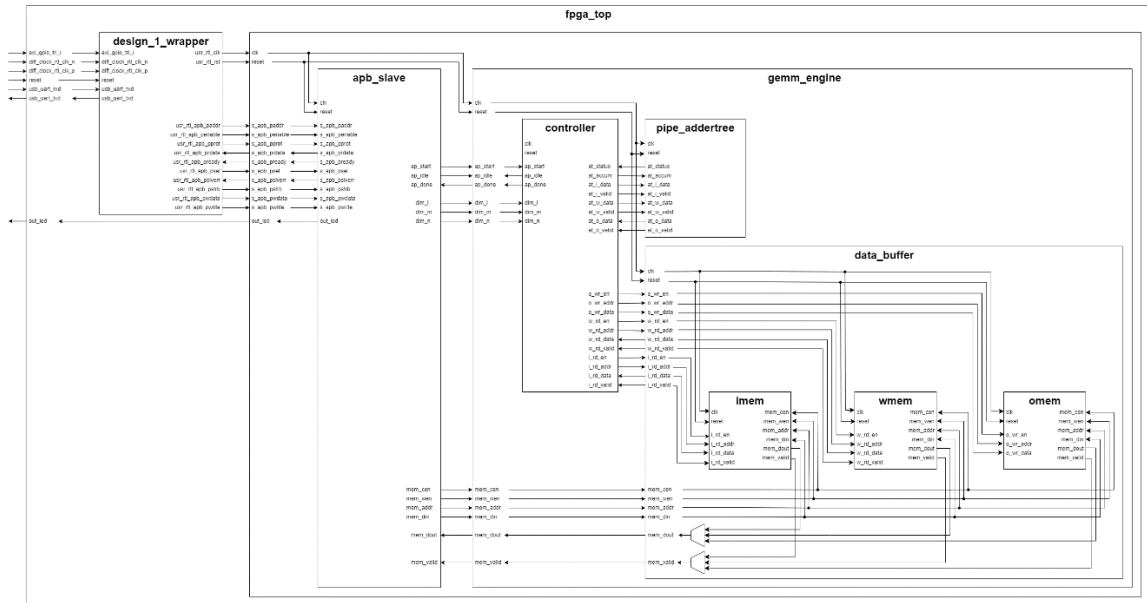 fpga_top
design_1_wrapper
axi_gpio_tri_i
diff_clock_rtl_clk_n
diff_clock_rtl_clk_p
reset
usb_uart_rxd
usb_uart_txd
axi_gpio_tri_i
diff_clock_rtl_clk_n
diff_clock_rtl_clk_p
reset
usb_uart_rxd
usb_uart_txd
usr_rtl_clk
usr_rtl_rst
usr_rtl_apb_paddr
usr_rtl_apb_penable
usr_rtl_apb_pprot
usr_rtl_apb_prdata
usr_rtl_apb_pready
usr_rtl_apb_psel
usr_rtl_apb_pslverr
usr_rtl_apb_pstrb
usr_rtl_apb_pwdata
usr_rtl_apb_pwrite
out_led
clk
reset
s_apb_paddr
s_apb_penable
s_apb_pprot
s_apb_prdata
s_apb_pready
s_apb_psel
s_apb_pslverr
s_apb_pstrb
s_apb_pwdata
s_apb_pwrite
out_led
apb_slave
clk
reset
s_apb_paddr
s_apb_penable
s_apb_pprot
s_apb_prdata
s_apb_pready
s_apb_psel
s_apb_pslverr
s_apb_pstrb
s_apb_pwdata
s_apb_pwrite
out_led
ap_start
ap_idle
ap_done
dim_l
dim_m
dim_n
mem_cen
mem_wen
mem_addr
mem_din
mem_dout
mem_valid
gemm_engine
clk
reset
ap_start
ap_idle
ap_done
dim_l
dim_m
dim_n
mem_cen
mem_wen
mem_addr
mem_din
mem_dout
mem_valid
controller
clk
reset
ap_start
ap_idle
ap_done
dim_l
dim_m
dim_n
at_status
at_accum
at_i_data
at_i_valid
at_w_data
at_w_valid
at_o_data
at_o_valid
o_wr_en
o_wr_addr
o_wr_data
w_rd_en
w_rd_addr
w_rd_data
w_rd_valid
i_rd_en
i_rd_addr
i_rd_data
i_rd_valid
pipe_addertree
clk
reset
at_status
at_accum
at_i_data
at_i_valid
at_w_data
at_w_valid
at_o_data
at_o_valid
data_buffer
clk
reset
o_wr_en
o_wr_addr
o_wr_data
w_rd_en
w_rd_addr
w_rd_data
w_rd_valid
i_rd_en
i_rd_addr
i_rd_data
i_rd_valid
mem_cen
mem_wen
mem_addr
mem_din
mem_dout
mem_valid
imem
clk
reset
i_rd_en
i_rd_addr
i_rd_data
i_rd_valid
mem_cen
mem_wen
mem_addr
mem_din
mem_dout
mem_valid
wmem
clk
reset
w_rd_en
w_rd_addr
w_rd_data
w_rd_valid
mem_cen
mem_wen
mem_addr
mem_din
mem_dout
mem_valid
omem
clk
reset
o_wr_en
o_wr_addr
o_wr_data
mem_cen
mem_wen
mem_addr
mem_din
mem_dout
mem_valid